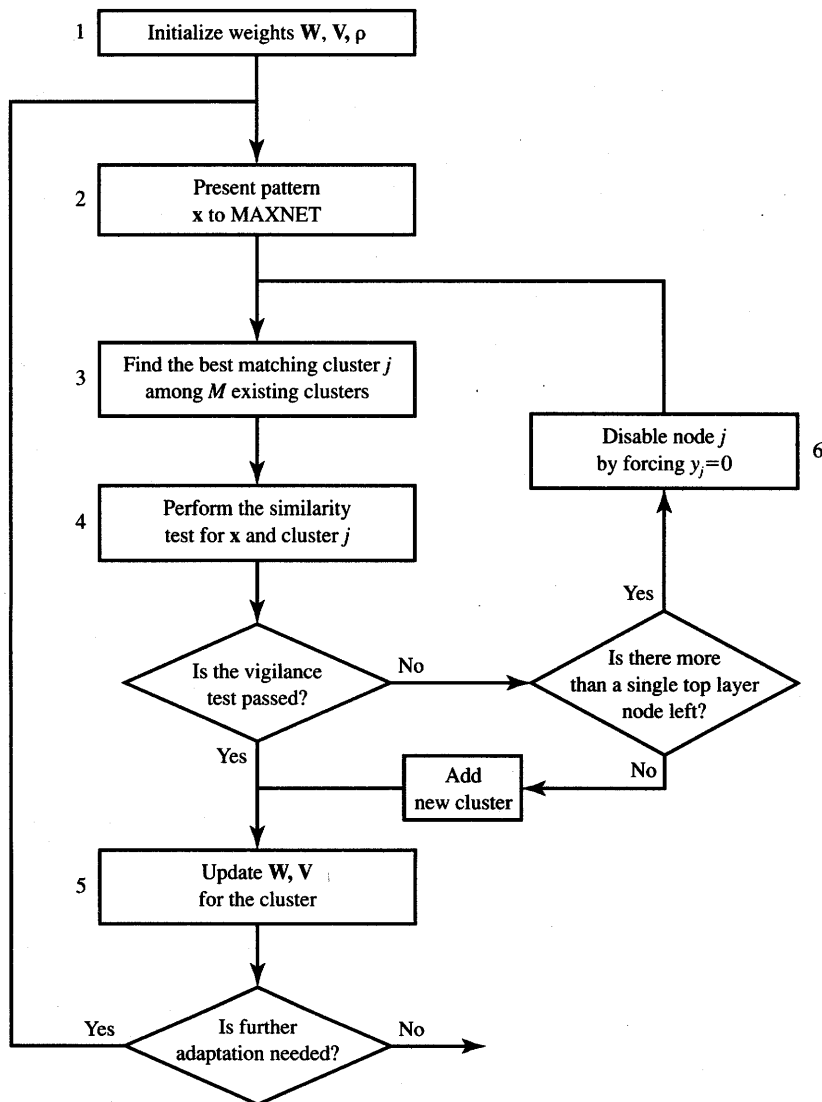 1
Initialize weights W, V, ρ
2
Present pattern
x to MAXNET
3
Find the best matching cluster j
among M existing clusters
Disable node j
by forcing yⱼ=0
6
4
Perform the similarity
test for x and cluster j
Yes
Is the vigilance
test passed?
No
Is there more
than a single top layer
node left?
Yes
No
Add
new cluster
5
Update W, V
for the cluster
Yes
Is further
adaptation needed?
No